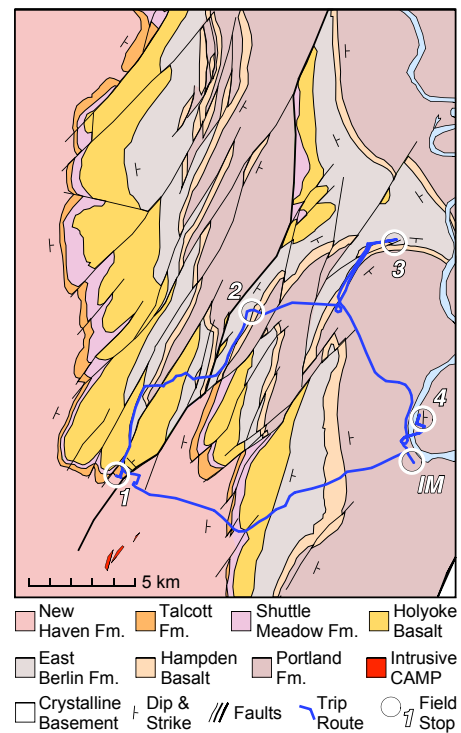 2
3
4
IM
1
5 km
New Haven Fm.
Talcott Fm.
Shuttle Meadow Fm.
Holyoke Basalt
East Berlin Fm.
Hampden Basalt
Portland Fm.
Intrusive CAMP
Crystalline Basement
Dip & Strike
Faults
Trip Route
1
Field Stop